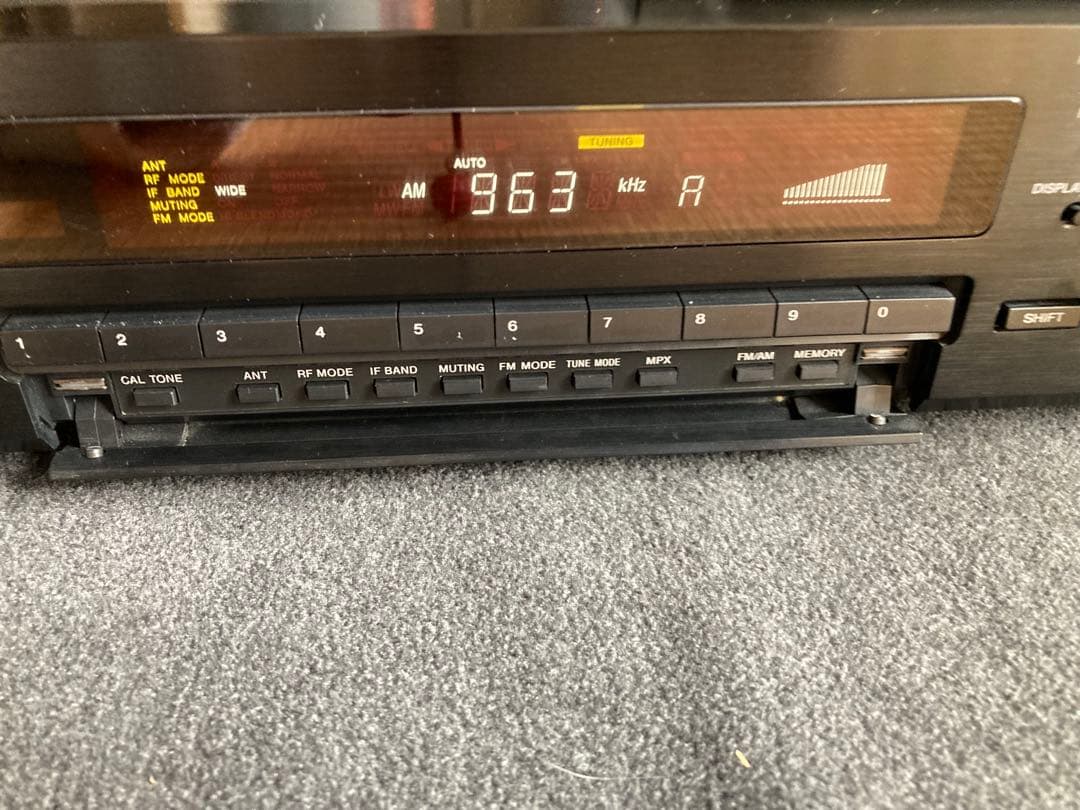 TUNING
AUTO
ANT
RF MODE
IF BAND WIDE AM 963 kHz A
MUTING
FM MODE
DISPLA
1 2 3 4 5 6 7 8 9 0
SHIFT
CAL TONE ANT RF MODE IF BAND MUTING FM MODE TUNE MODE MPX FM/AM MEMORY